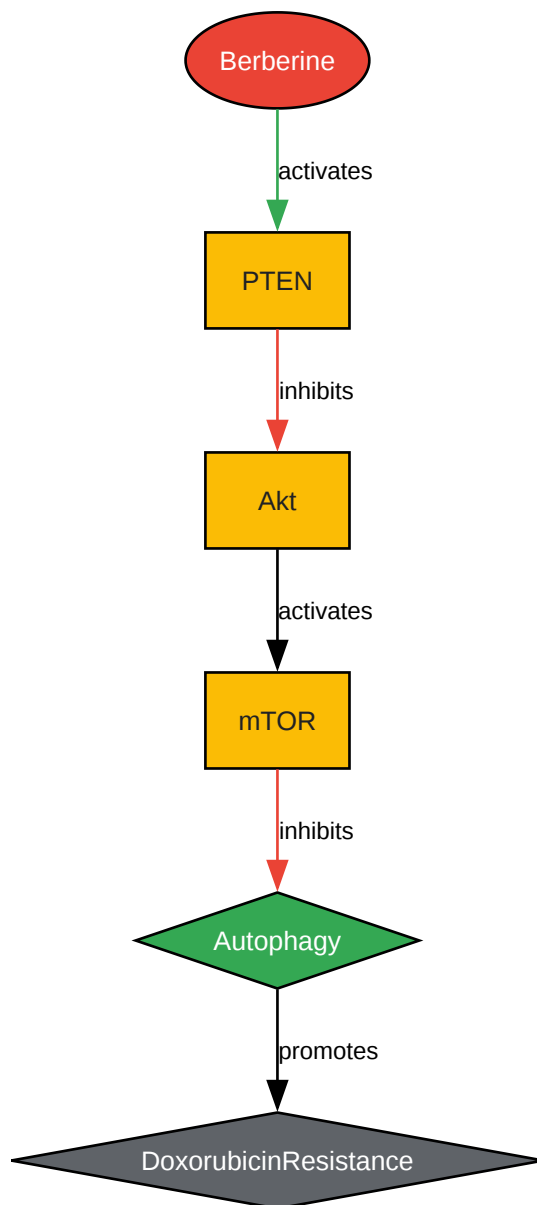 Berberine
activates
PTEN
inhibits
Akt
activates
mTOR
inhibits
Autophagy
promotes
DoxorubicinResistance